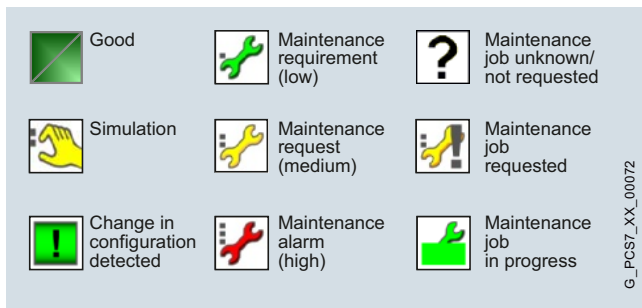 Good
Maintenance
requirement
(low)
Maintenance
job unknown/
not requested
Simulation
Maintenance
request
(medium)
Maintenance
job
requested
Change in
configuration
detected
Maintenance
alarm
(high)
Maintenance
job
in progress
G_PCS7_XX_00072